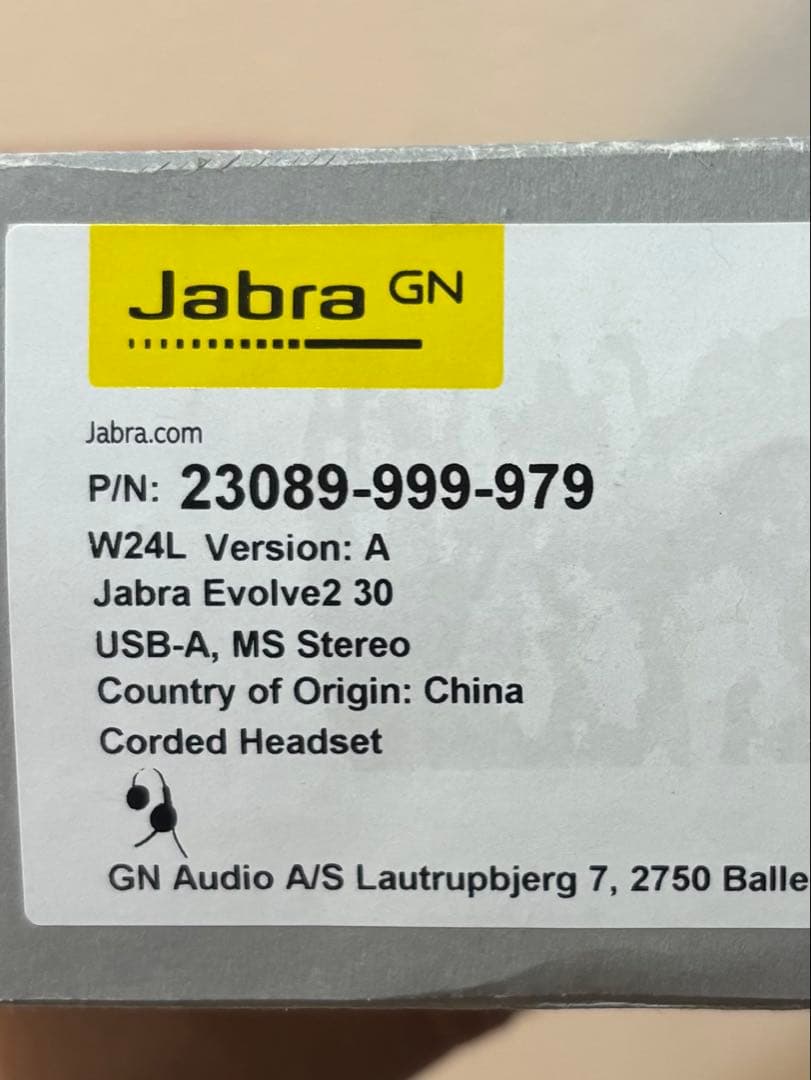 Jabra GN
Jabra.com
P/N: 23089-999-979
W24L Version: A
Jabra Evolve2 30
USB-A, MS Stereo
Country of Origin: China
Corded Headset
GN Audio A/S Lautrupbjerg 7, 2750 Balle